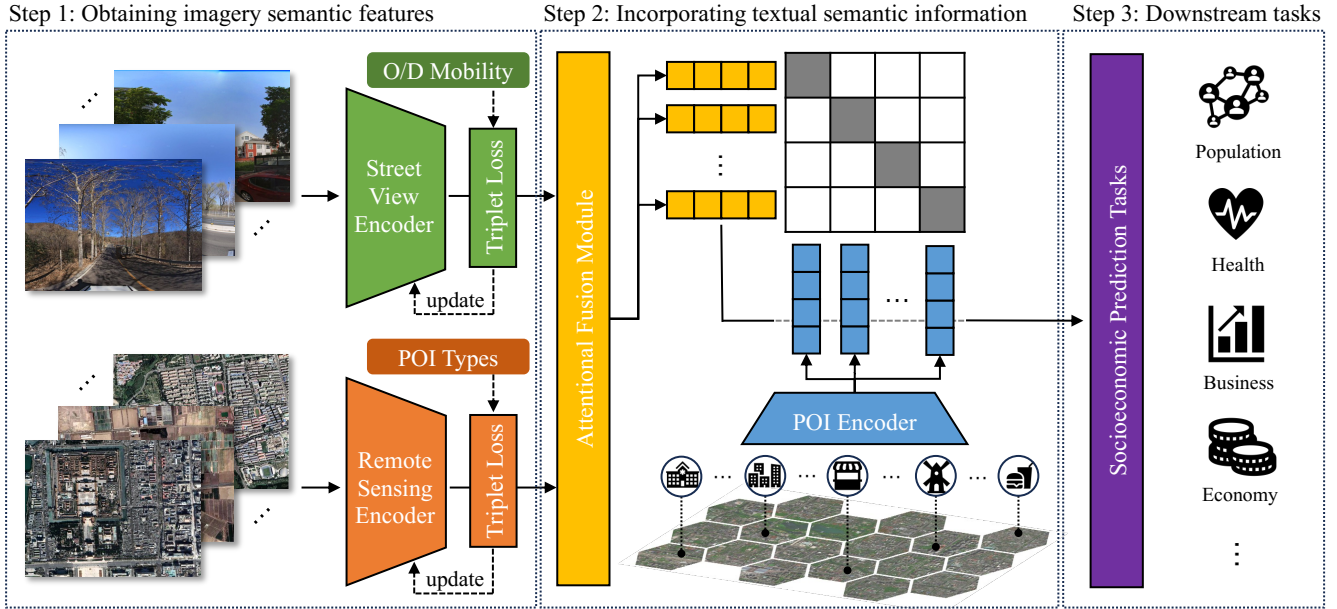 Step 1: Obtaining imagery semantic features
Step 2: Incorporating textual semantic information
Step 3: Downstream tasks
O/D Mobility
Street
View
Encoder
Triplet Loss
update
POI Types
Remote
Sensing
Encoder
Triplet Loss
update
Attentional Fusion Module
POI Encoder
Socioeconomic Prediction Tasks
Population
Health
Business
Economy